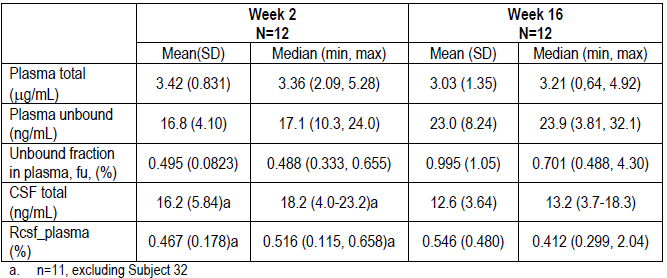 Week 2
N=12
Week 16
N=12
Mean(SD) Median (min, max) Mean (SD) Median (min, max)
Plasma total
(μg/mL)
3.42 (0.831) 3.36 (2.09, 5.28) 3.03 (1.35) 3.21 (0,64, 4.92)
Plasma unbound
(ng/mL)
16.8 (4.10) 17.1 (10.3, 24.0) 23.0 (8.24) 23.9 (3.81, 32.1)
Unbound fraction
in plasma, fu, (%)
0.495 (0.0823) 0.488 (0.333, 0.655) 0.995 (1.05) 0.701 (0.488, 4.30)
CSF total
(ng/mL)
16.2 (5.84)a 18.2 (4.0-23.2)a 12.6 (3.64) 13.2 (3.7-18.3)
Rcsf_plasma
(%)
0.467 (0.178)a 0.516 (0.115, 0.658)a 0.546 (0.480) 0.412 (0.299, 2.04)
a. n=11, excluding Subject 32